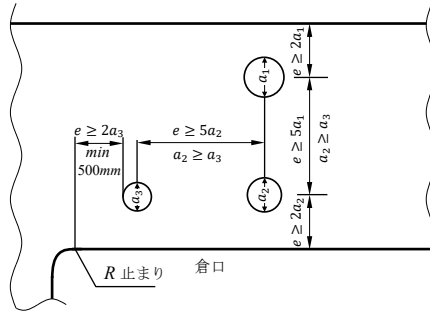 e ≥ 2a₁
a₁
e ≥ 2a₃
min
500mm
e ≥ 5a₂
a₂ ≥ a₃
e ≥ 5a₁
a₂ ≥ a₃
a₃
a₂
e ≥ 2a₂
R 止まり
倉口